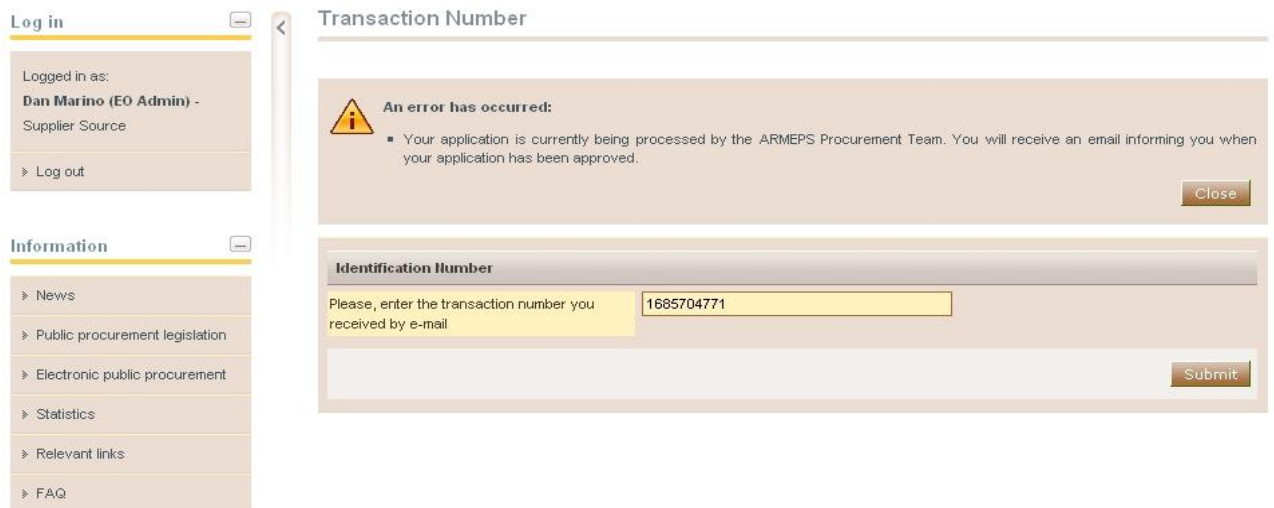 Log in
Logged in as:
Dan Marino (EO Admin) -
Supplier Source
Log out
Information
News
Public procurement legislation
Electronic public procurement
Statistics
Relevant links
FAQ
Transaction Number
An error has occurred:
Your application is currently being processed by the ARMEPS Procurement Team. You will receive an email informing you when
your application has been approved.
Close
Identification Number
Please, enter the transaction number you
received by e-mail
1685704771
Submit